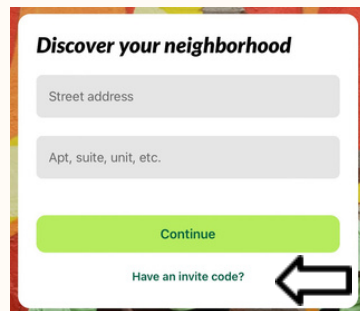 Discover your neighborhood
Street address
Apt, suite, unit, etc.
Continue
Have an invite code?